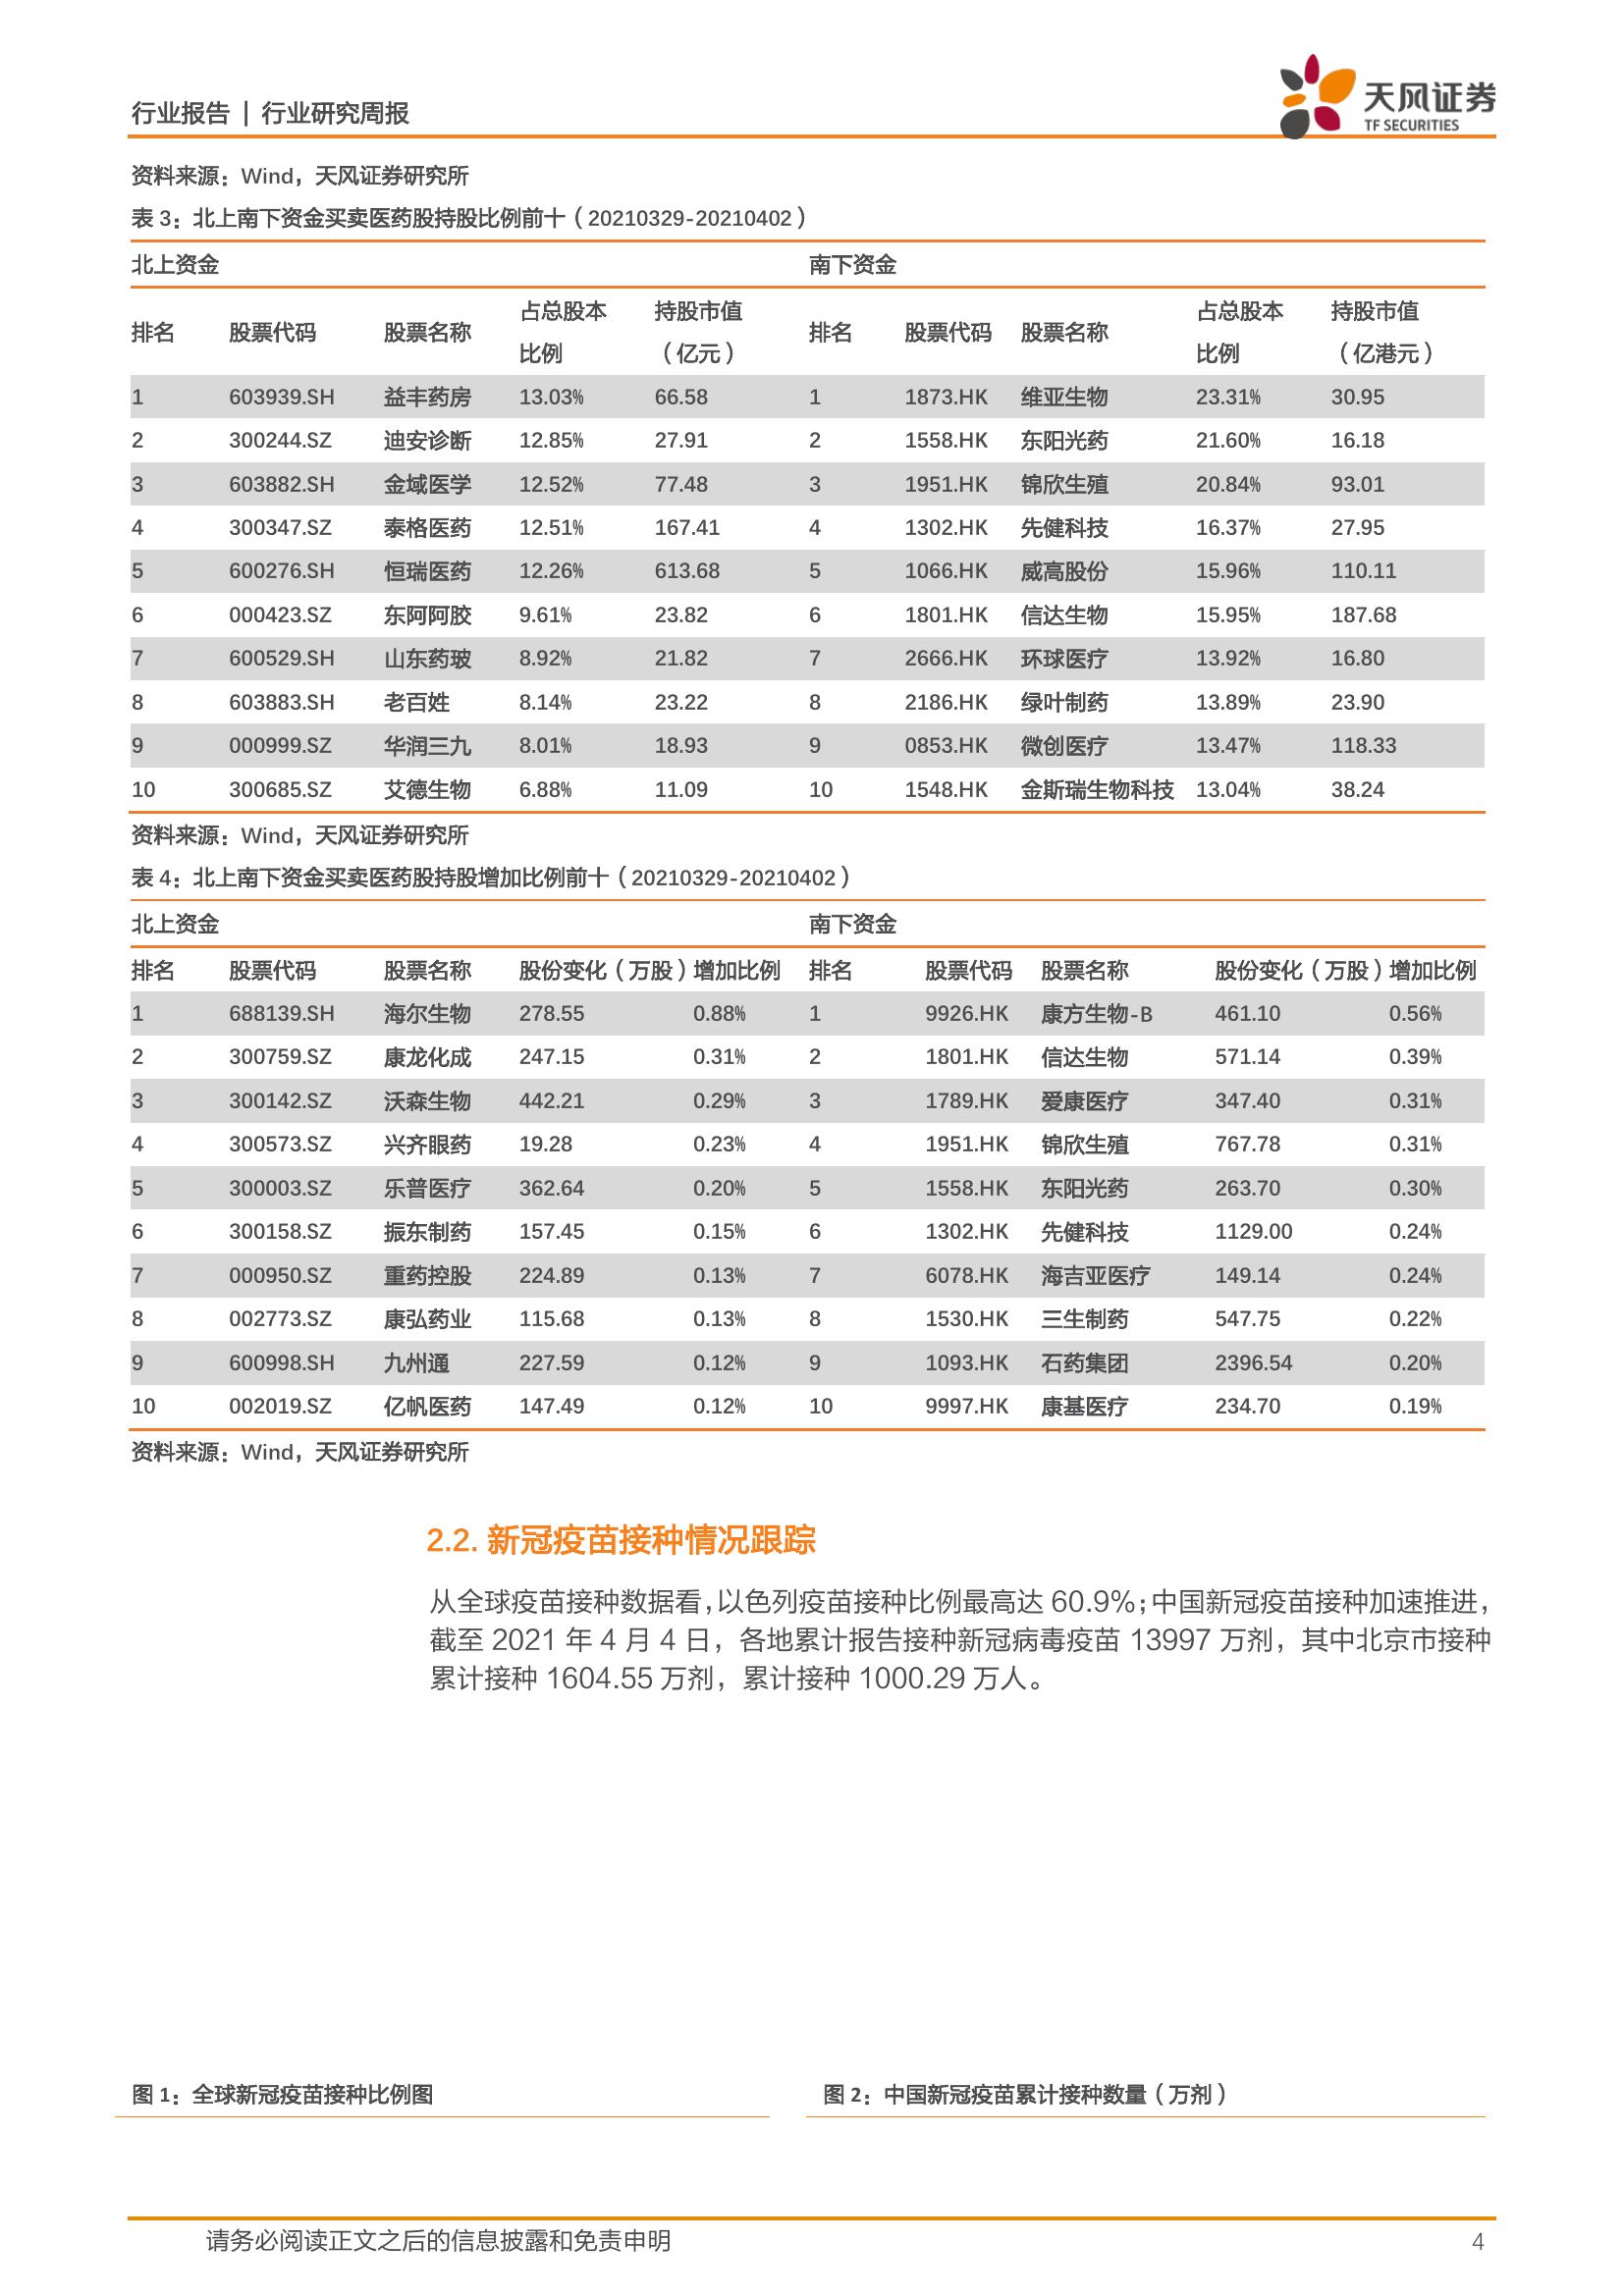 行业报告 | 行业研究周报
天风证券
TF SECURITIES
资料来源：Wind，天风证券研究所
表 3：北上南下资金买卖医药股持股比例前十（20210329-20210402）
北上资金 南下资金
排名 股票代码 股票名称 占总股本比例 持股市值（亿元） 排名 股票代码 股票名称 占总股本比例 持股市值（亿港元）
1 603939.SH 益丰药房 13.03% 66.58 1 1873.HK 维亚生物 23.31% 30.95
2 300244.SZ 迪安诊断 12.85% 27.91 2 1558.HK 东阳光药 21.60% 16.18
3 603882.SH 金域医学 12.52% 77.48 3 1951.HK 锦欣生殖 20.84% 93.01
4 300347.SZ 泰格医药 12.51% 167.41 4 1302.HK 先健科技 16.37% 27.95
5 600276.SH 恒瑞医药 12.26% 613.68 5 1066.HK 威高股份 15.96% 110.11
6 000423.SZ 东阿阿胶 9.61% 23.82 6 1801.HK 信达生物 15.95% 187.68
7 600529.SH 山东药玻 8.92% 21.82 7 2666.HK 环球医疗 13.92% 16.80
8 603883.SH 老百姓 8.14% 23.22 8 2186.HK 绿叶制药 13.89% 23.90
9 000999.SZ 华润三九 8.01% 18.93 9 0853.HK 微创医疗 13.47% 118.33
10 300685.SZ 艾德生物 6.88% 11.09 10 1548.HK 金斯瑞生物科技 13.04% 38.24
资料来源：Wind，天风证券研究所
表 4：北上南下资金买卖医药股持股增加比例前十（20210329-20210402）
北上资金 南下资金
排名 股票代码 股票名称 股份变化（万股）增加比例 排名 股票代码 股票名称 股份变化（万股）增加比例
1 688139.SH 海尔生物 278.55 0.88% 1 9926.HK 康方生物-B 461.10 0.56%
2 300759.SZ 康龙化成 247.15 0.31% 2 1801.HK 信达生物 571.14 0.39%
3 300142.SZ 沃森生物 442.21 0.29% 3 1789.HK 爱康医疗 347.40 0.31%
4 300573.SZ 兴齐眼药 19.28 0.23% 4 1951.HK 锦欣生殖 767.78 0.31%
5 300003.SZ 乐普医疗 362.64 0.20% 5 1558.HK 东阳光药 263.70 0.30%
6 300158.SZ 振东制药 157.45 0.15% 6 1302.HK 先健科技 1129.00 0.24%
7 000950.SZ 重药控股 224.89 0.13% 7 6078.HK 海吉亚医疗 149.14 0.24%
8 002773.SZ 康弘药业 115.68 0.13% 8 1530.HK 三生制药 547.75 0.22%
9 600998.SH 九州通 227.59 0.12% 9 1093.HK 石药集团 2396.54 0.20%
10 002019.SZ 亿帆医药 147.49 0.12% 10 9997.HK 康基医疗 234.70 0.19%
资料来源：Wind，天风证券研究所
2.2. 新冠疫苗接种情况跟踪
从全球疫苗接种数据看，以色列疫苗接种比例最高达 60.9%；中国新冠疫苗接种加速推进，
截至 2021 年 4 月 4 日，各地累计报告接种新冠病毒疫苗 13997 万剂，其中北京市接种
累计接种 1604.55 万剂，累计接种 1000.29 万人。
图 1：全球新冠疫苗接种比例图 图 2：中国新冠疫苗累计接种数量（万剂）
请务必阅读正文之后的信息披露和免责申明 4